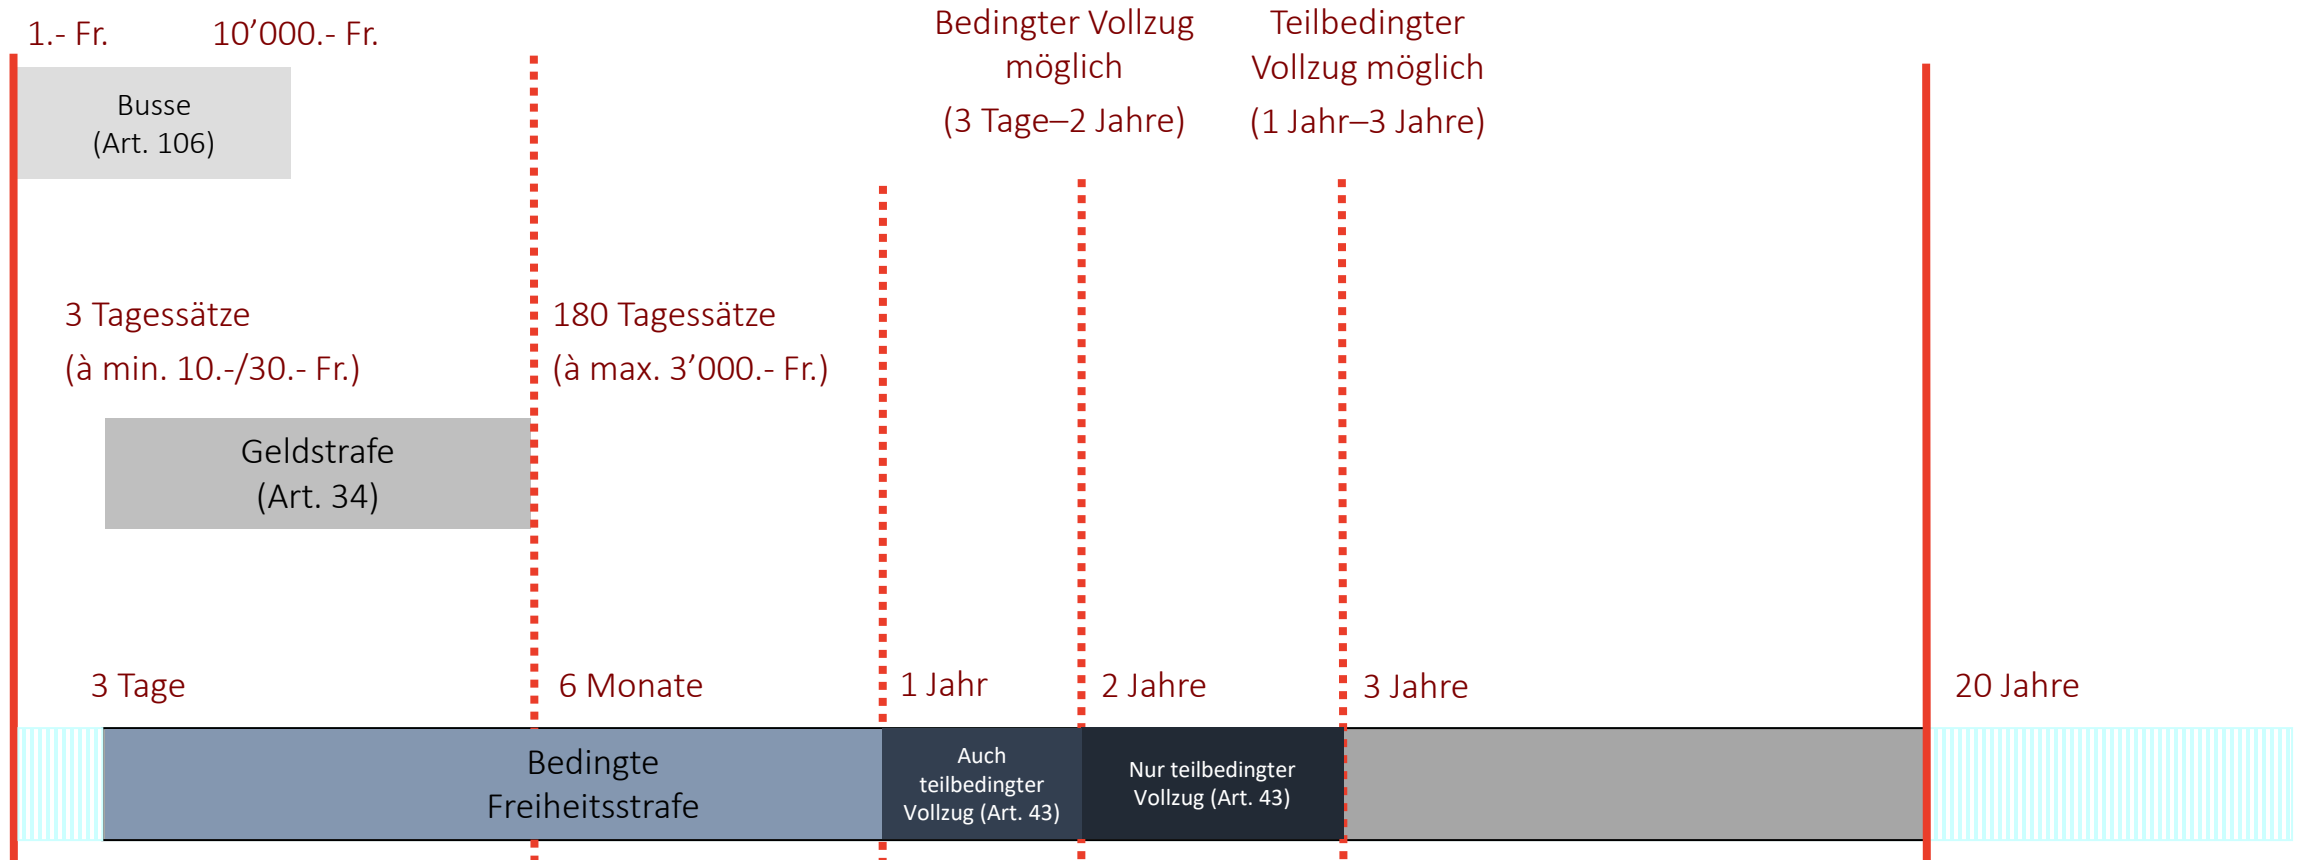 1.- Fr.
10’000.- Fr.
Bedingter Vollzug
möglich
(3 Tage–2 Jahre)
Teilbedingter
Vollzug möglich
(1 Jahr–3 Jahre)
Busse
(Art. 106)
3 Tagessätze
(à min. 10.-/30.- Fr.)
180 Tagessätze
(à max. 3’000.- Fr.)
Geldstrafe
(Art. 34)
3 Tage
6 Monate
1 Jahr
2 Jahre
3 Jahre
20 Jahre
Bedingte
Freiheitsstrafe
Auch
teilbedingter
Vollzug (Art. 43)
Nur teilbedingter
Vollzug (Art. 43)